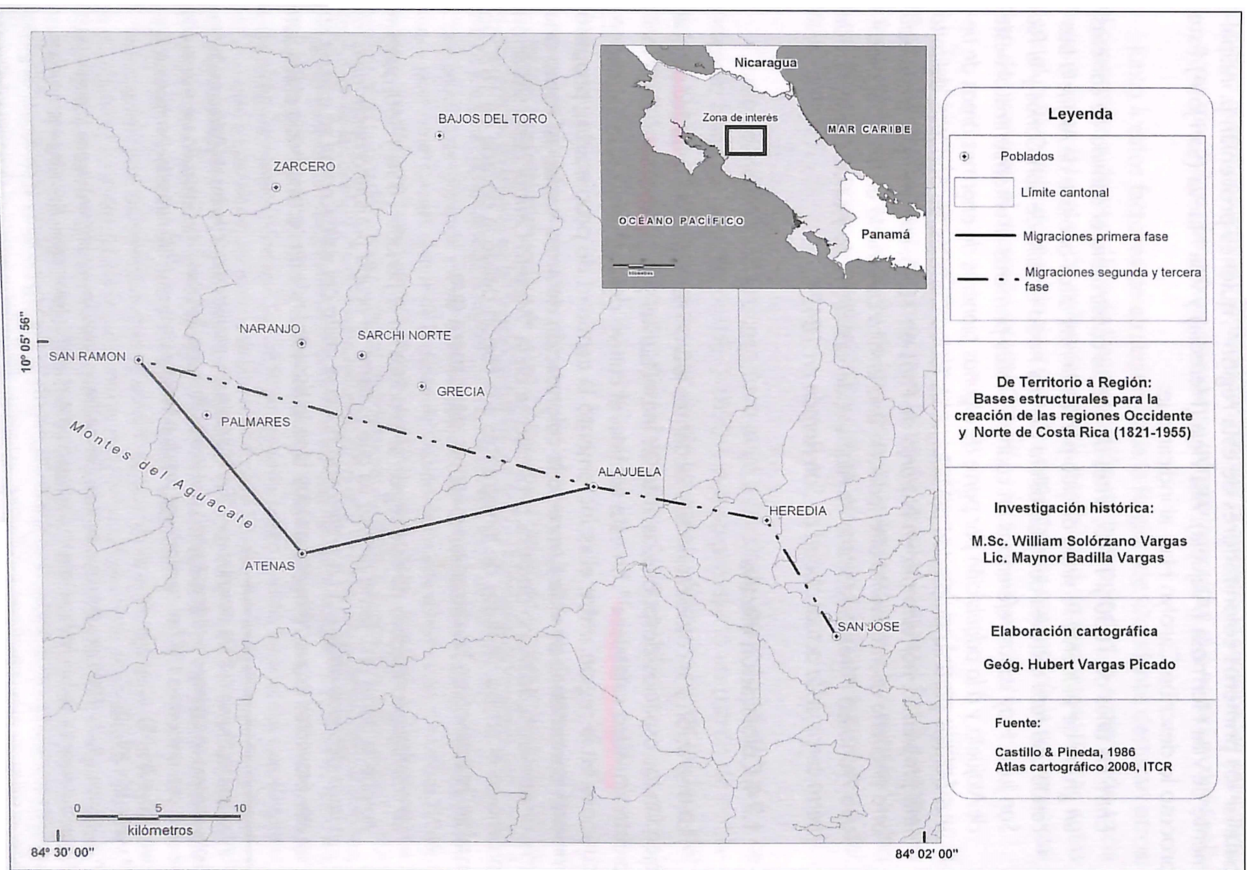 BAJOS DEL TORO
ZARCERO
NARANJO
SARCHI NORTE
SAN RAMON
GRECIA
PALMARES
Montes del Aguacate
ALAJUELA
HEREDIA
ATENAS
SAN JOSE
10º 05' 56"
0 5 10
kilómetros
84º 30' 00"
84º 02' 00"
Nicaragua
Zona de interés
MAR CARIBE
OCÉANO PACÍFICO
Panamá
Leyenda
Poblados
Límite cantonal
Migraciones primera fase
Migraciones segunda y tercera
fase
De Territorio a Región:
Bases estructurales para la
creación de las regiones Occidente
y Norte de Costa Rica (1821-1955)
Investigación histórica:
M.Sc. William Solórzano Vargas
Lic. Maynor Badilla Vargas
Elaboración cartográfica
Geóg. Hubert Vargas Picado
Fuente:
Castillo & Pineda, 1986
Atlas cartográfico 2008, ITCR